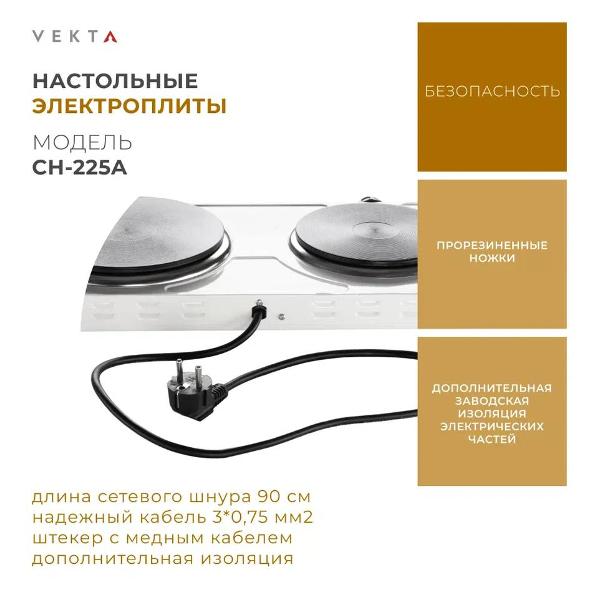 VEKTA
НАСТОЛЬНЫЕ
ЭЛЕКТРОПЛИТЫ
МОДЕЛЬ
CH-225A
БЕЗОПАСНОСТЬ
ПРОРЕЗИНЕННЫЕ
НОЖКИ
ДОПОЛНИТЕЛЬНАЯ
ЗАВОДСКАЯ
ИЗОЛЯЦИЯ
ЭЛЕКТРИЧЕСКИХ
ЧАСТЕЙ
длина сетевого шнура 90 см
надежный кабель 3*0,75 мм2
штекер с медным кабелем
дополнительная изоляция